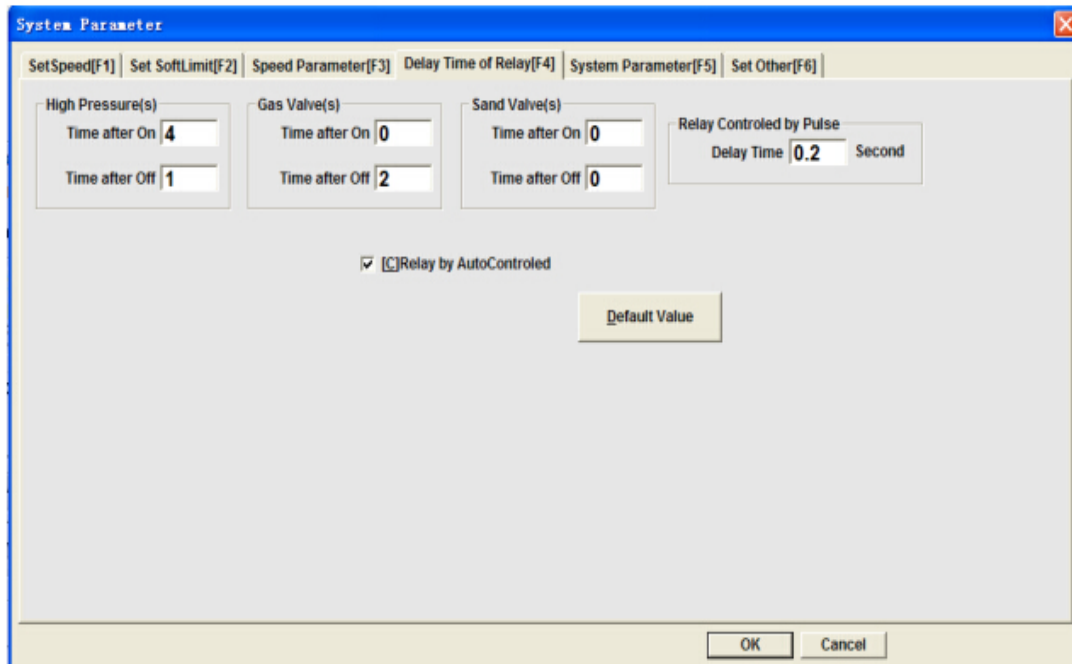 System Parameter
SetSpeed[F1] Set SoftLimit[F2] Speed Parameter[F3] Delay Time of Relay[F4] System Parameter[F5] Set Other[F6]
High Pressure(s)
Time after On 4
Time after Off 1
Gas Valve(s)
Time after On 0
Time after Off 2
Sand Valve(s)
Time after On 0
Time after Off 0
Relay Controled by Pulse
Delay Time 0.2 Second
[C]Relay by AutoControled
Default Value
OK Cancel